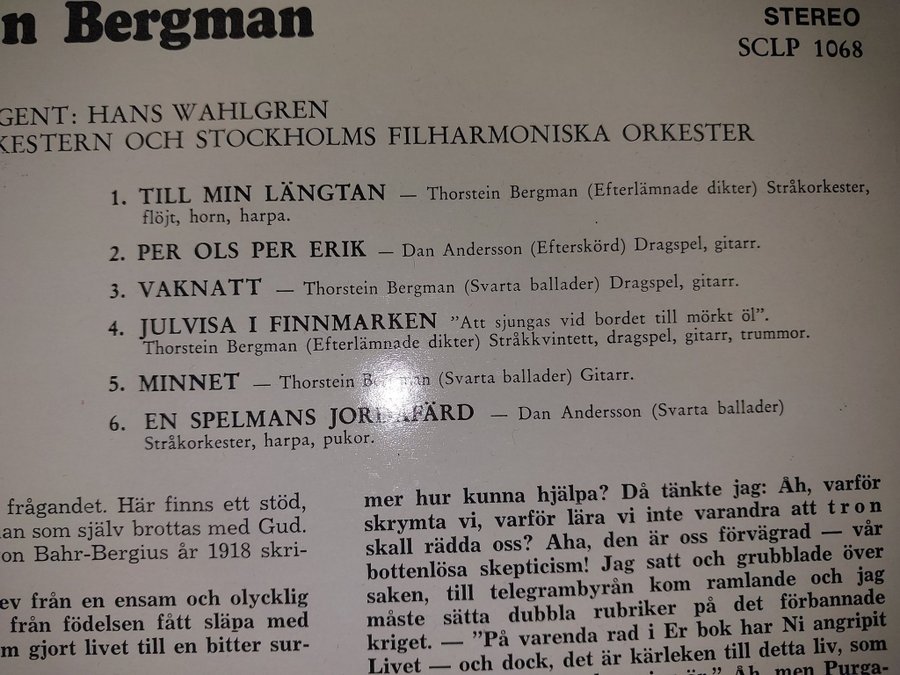 n Bergman
STEREO
SCLP 1068
GENT: HANS WAHLGREN
KESTERN OCH STOCKHOLMS FILHARMONISKA ORKESTER
1. TILL MIN LÄNGTAN — Thorstein Bergman (Efterlämnade dikter) Stråkorkester,
flöjt, horn, harpa.
2. PER OLS PER ERIK — Dan Andersson (Efterskörd) Dragspel, gitarr.
3. VAKNATT — Thorstein Bergman (Svarta ballader) Dragspel, gitarr.
4. JULVISA I FINNMARKEN ”Att sjungas vid bordet till mörkt öl”.
Thorstein Bergman (Efterlämnade dikter) Stråkkvintett, dragspel, gitarr, trummor.
5. MINNET — Thorstein Bergman (Svarta ballader) Gitarr.
6. EN SPELMANS JORDAFÄRD — Dan Andersson (Svarta ballader)
Stråkorkester, harpa, pukor.
frågandet. Här finns ett stöd,
an som själv brottas med Gud.
on Bahr-Bergius år 1918 skri-
ev från en ensam och olycklig
från födelsen fått släpa med
m gjort livet till en bitter sur-
mer hur kunna hjälpa? Då tänkte jag: Åh, varför
skrymta vi, varför lära vi inte varandra att tron
skall rädda oss? Aha, den är oss förvägrad — vår
bottenlösa skepticism! Jag satt och grubblade över
saken, till telegrambyrån kom ramlande och jag
måste sätta dubbla rubriker på det förbannade
kriget. — ”På varenda rad i Er bok har Ni angripit
Livet — och dock, det är kärleken till detta liv, som
Åh, men Purga-